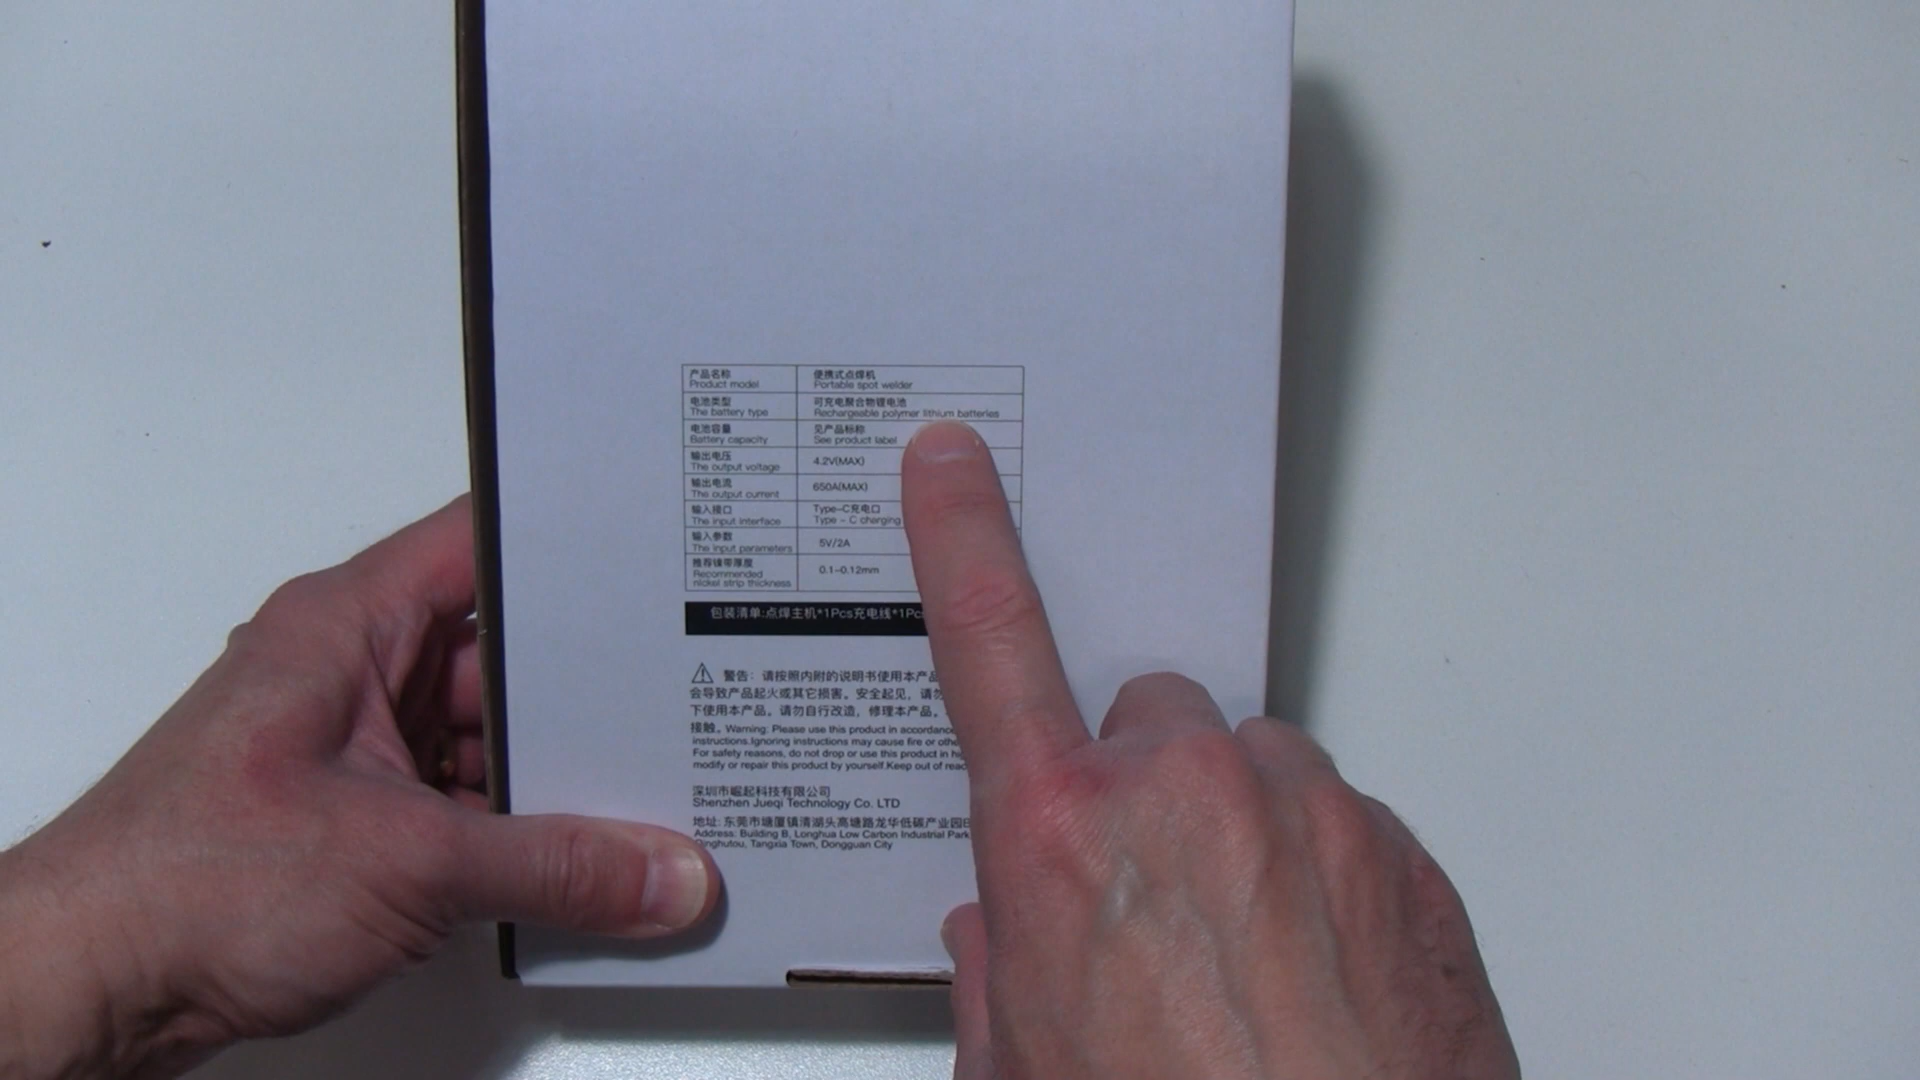 产品名称 便携式点焊机
Product model Portable spot welder
电池类型 可充电聚合物锂电池
The battery type Rechargeable polymer lithium batteries
电池容量 见产品标称
Battery capacity See product label
输出电压
The output voltage 4.2V(MAX)
输出电流
The output current 650A(MAX)
输入接口 Type-C充电口
The input interface Type - C charging
输入参数
The input parameters 5V/2A
推荐镍带厚度
Recommended 0.1-0.12mm
nickel strip thickness
包装清单:点焊主机*1Pcs充电线*1Pcs
警告: 请按照内附的说明书使用本产品
会导致产品起火或其它损害。安全起见, 请勿
下使用本产品。请勿自行改造, 修理本产品。
接触。Warning: Please use this product in accordance
instructions.Ignoring instructions may cause fire or
For safety reasons, do not drop or use this product in
modify or repair this product by yourself.Keep out of
深圳市崛起科技有限公司
Shenzhen Jueqi Technology Co. LTD
地址: 东莞市塘厦镇清湖头高塘路龙华低碳产业园
Address: Building B, Longhua Low Carbon Industrial Park
Qinghutou, Tangxia Town, Dongguan City